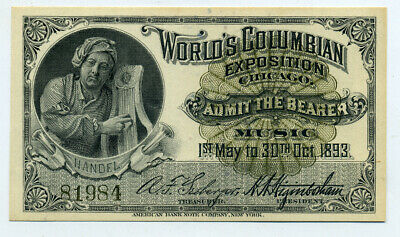 WORLD'S COLUMBIAN
EXPOSITION
CHICAGO
ADMIT THE BEARER
MUSIC
1ST May to 30TH Oct. 1893.
HANDEL
81984
TREASURER.
PRESIDENT.
AMERICAN BANK NOTE COMPANY, NEW YORK.